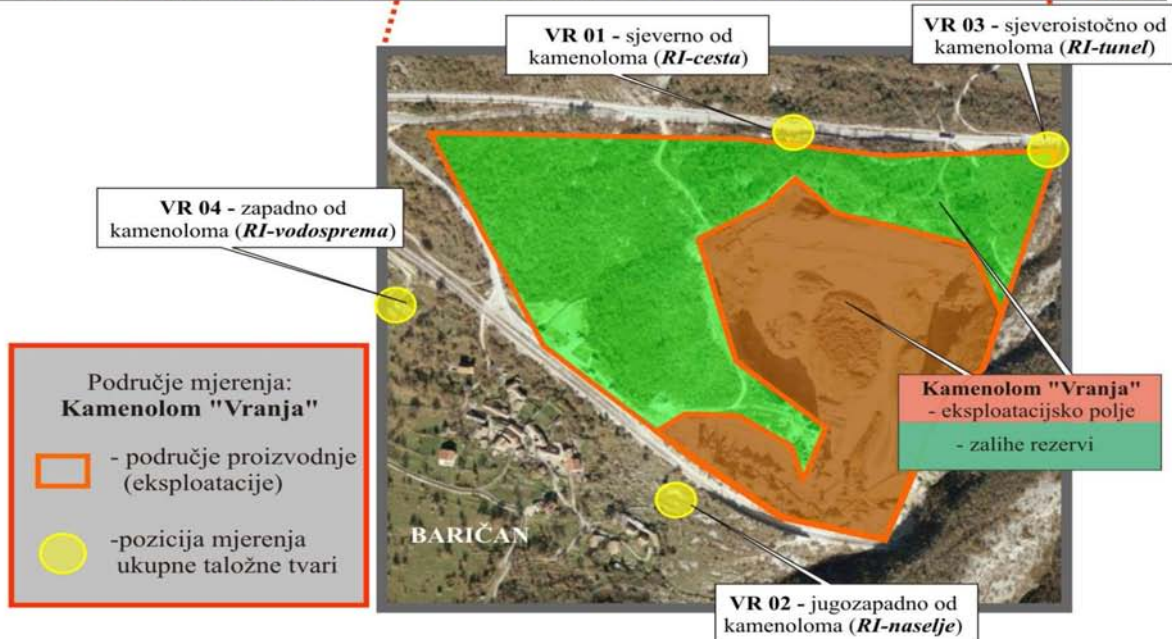 VR 01 - sjeverno od
kamenoloma (RI-cesta)
VR 03 - sjeveroistočno od
kamenoloma (RI-tunel)
VR 04 - zapadno od
kamenoloma (RI-vodosprema)
Područje mjerenja:
Kamenolom "Vranja"
- područje proizvodnje
(eksploatacije)
-pozicija mjerenja
ukupne taložne tvari
Kamenolom "Vranja"
- eksploatacijsko polje
- zalihe rezervi
BARIČAN
VR 02 - jugozapadno od
kamenoloma (RI-naselje)